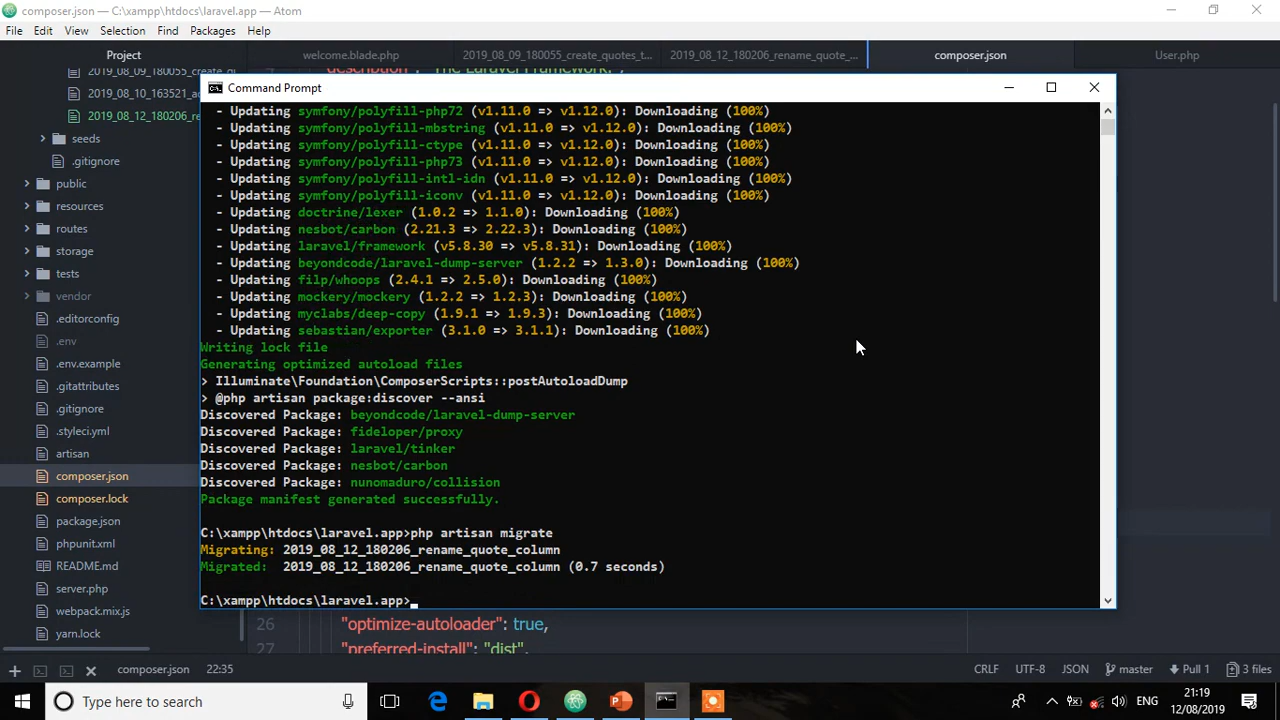 composer.json — C:\xampp\htdocs\laravel.app — Atom
File Edit View Selection Find Packages Help
Project
welcome.blade.php
2019_08_09_180055_create_quotes_t...
2019_08_12_180206_rename_quote_...
composer.json
User.php
2019_08_09_180055_create_qu
2019_08_10_163521_a
2019_08_12_180206_re
seeds
.gitignore
public
resources
routes
storage
tests
vendor
.editorconfig
.env
.env.example
.gitattributes
.gitignore
.styleci.yml
artisan
composer.json
composer.lock
package.json
phpunit.xml
README.md
server.php
webpack.mix.js
yarn.lock
"description": "The Laravel Framework.",
Command Prompt
- Updating symfony/polyfill-php72 (v1.11.0 => v1.12.0): Downloading (100%)
- Updating symfony/polyfill-mbstring (v1.11.0 => v1.12.0): Downloading (100%)
- Updating symfony/polyfill-ctype (v1.11.0 => v1.12.0): Downloading (100%)
- Updating symfony/polyfill-php73 (v1.11.0 => v1.12.0): Downloading (100%)
- Updating symfony/polyfill-intl-idn (v1.11.0 => v1.12.0): Downloading (100%)
- Updating symfony/polyfill-iconv (v1.11.0 => v1.12.0): Downloading (100%)
- Updating doctrine/lexer (1.0.2 => 1.1.0): Downloading (100%)
- Updating nesbot/carbon (2.21.3 => 2.22.3): Downloading (100%)
- Updating laravel/framework (v5.8.30 => v5.8.31): Downloading (100%)
- Updating beyondcode/laravel-dump-server (1.2.2 => 1.3.0): Downloading (100%)
- Updating filp/whoops (2.4.1 => 2.5.0): Downloading (100%)
- Updating mockery/mockery (1.2.2 => 1.2.3): Downloading (100%)
- Updating myclabs/deep-copy (1.9.1 => 1.9.3): Downloading (100%)
- Updating sebastian/exporter (3.1.0 => 3.1.1): Downloading (100%)
Writing lock file
Generating optimized autoload files
> Illuminate\Foundation\ComposerScripts::postAutoloadDump
> @php artisan package:discover --ansi
Discovered Package: beyondcode/laravel-dump-server
Discovered Package: fideloper/proxy
Discovered Package: laravel/tinker
Discovered Package: nesbot/carbon
Discovered Package: nunomaduro/collision
Package manifest generated successfully.
C:\xampp\htdocs\laravel.app>php artisan migrate
Migrating: 2019_08_12_180206_rename_quote_column
Migrated: 2019_08_12_180206_rename_quote_column (0.7 seconds)
C:\xampp\htdocs\laravel.app>
26 "optimize-autoloader": true,
27 "preferred-install": "dist",
composer.json 22:35
CRLF UTF-8 JSON master Pull 1 3 files
Type here to search
ENG
21:19
12/08/2019